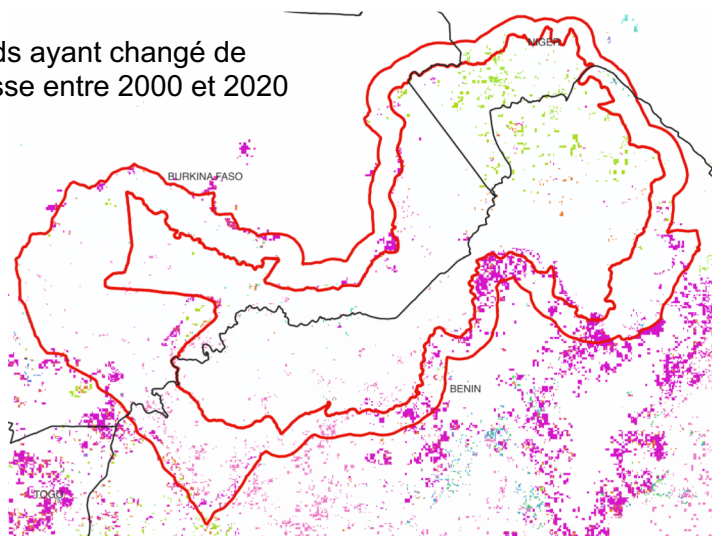 ds ayant changé de
sse entre 2000 et 2020
NIGER
BURKINA FASO
BENIN
TOGO